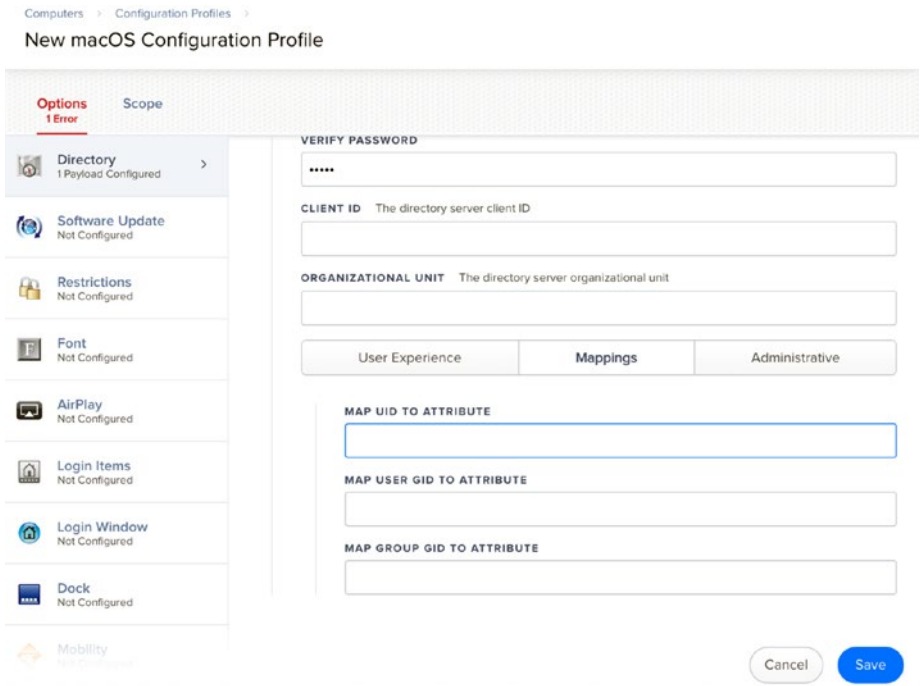 Computers > Configuration Profiles >
New macOS Configuration Profile
Options
1 Error
Scope
Directory
1 Payload Configured
Software Update
Not Configured
Restrictions
Not Configured
Font
Not Configured
AirPlay
Not Configured
Login Items
Not Configured
Login Window
Not Configured
Dock
Not Configured
Mobility
Not Configured
VERIFY PASSWORD
•••••
CLIENT ID The directory server client ID
ORGANIZATIONAL UNIT The directory server organizational unit
User Experience
Mappings
Administrative
MAP UID TO ATTRIBUTE
MAP USER GID TO ATTRIBUTE
MAP GROUP GID TO ATTRIBUTE
Cancel
Save